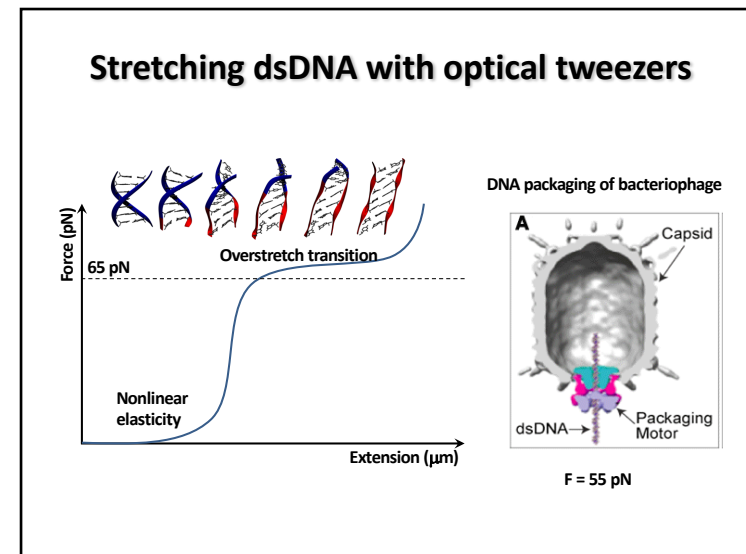 Stretching dsDNA with optical tweezers
DNA packaging of bacteriophage
Force (pN)
65 pN
Overstretch transition
Nonlinear
elasticity
Extension (μm)
A
Capsid
dsDNA
Packaging
Motor
F = 55 pN